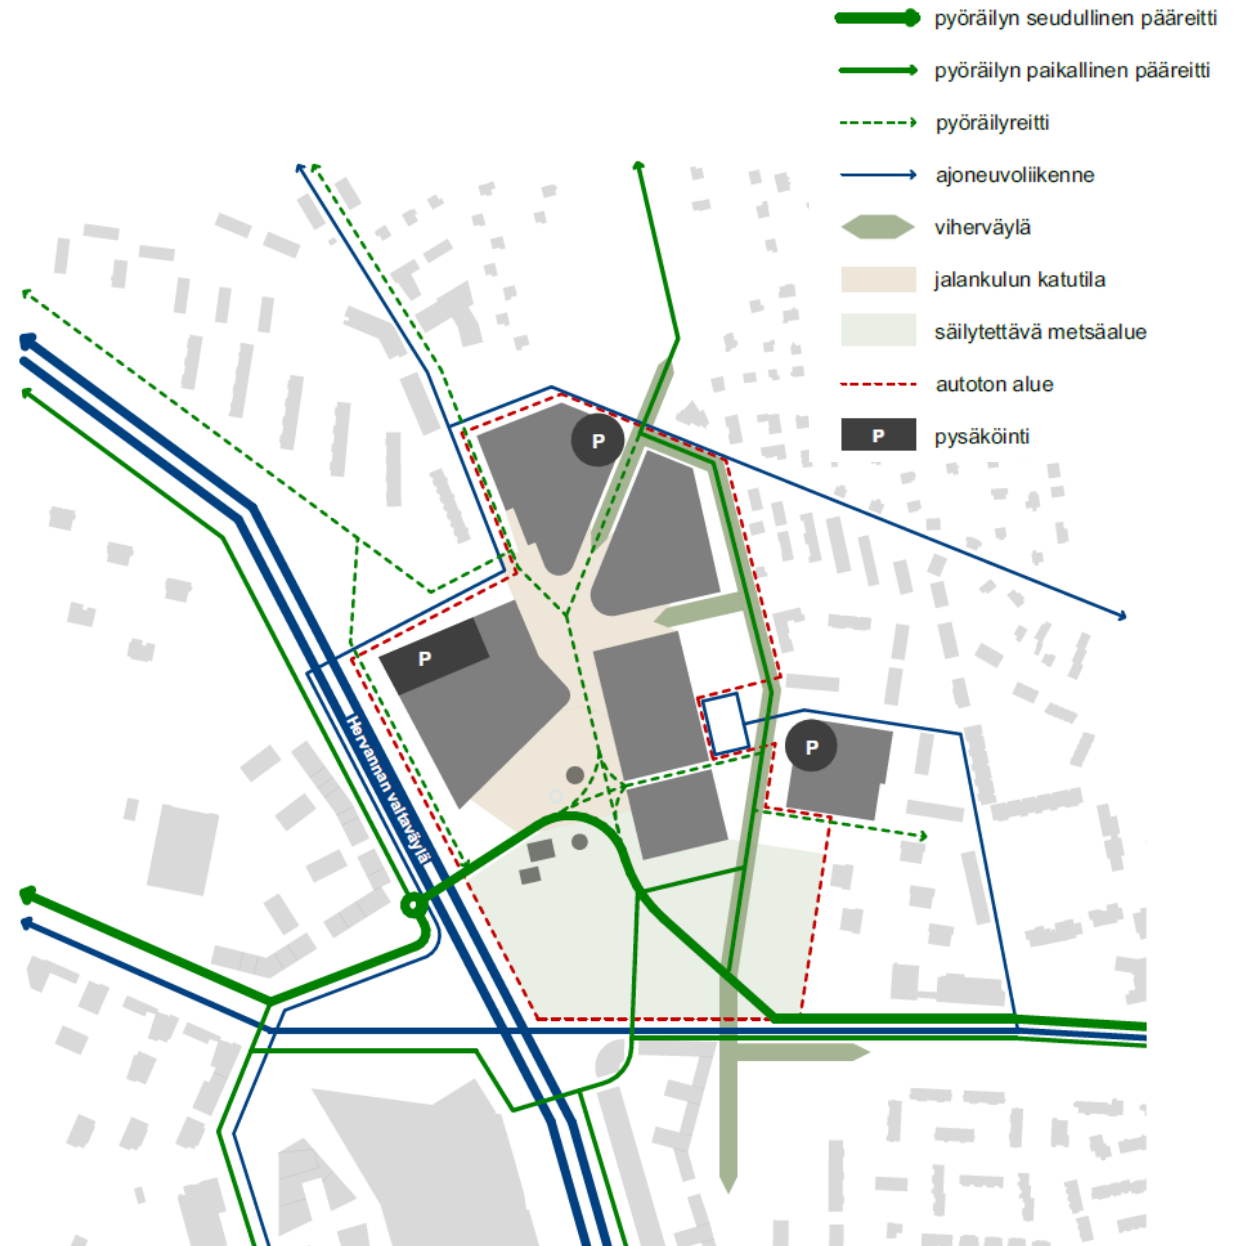 pyöräilyn seudullinen pääreitti
pyöräilyn paikallinen pääreitti
pyöräilyreitti
ajoneuvoliikenne
viherväylä
jalankulun katutila
säilytettävä metsäalue
autoton alue
P pysäköinti
P
P
Hervannan valtaväylä
P